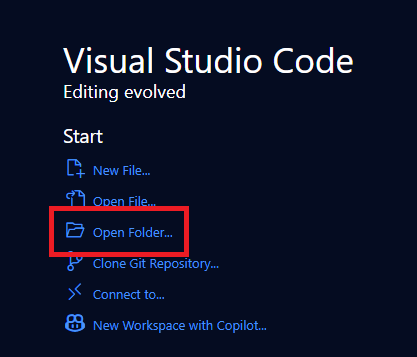 Visual Studio Code
Editing evolved
Start
New File...
Open File...
Open Folder...
Clone Git Repository...
Connect to...
New Workspace with Copilot...